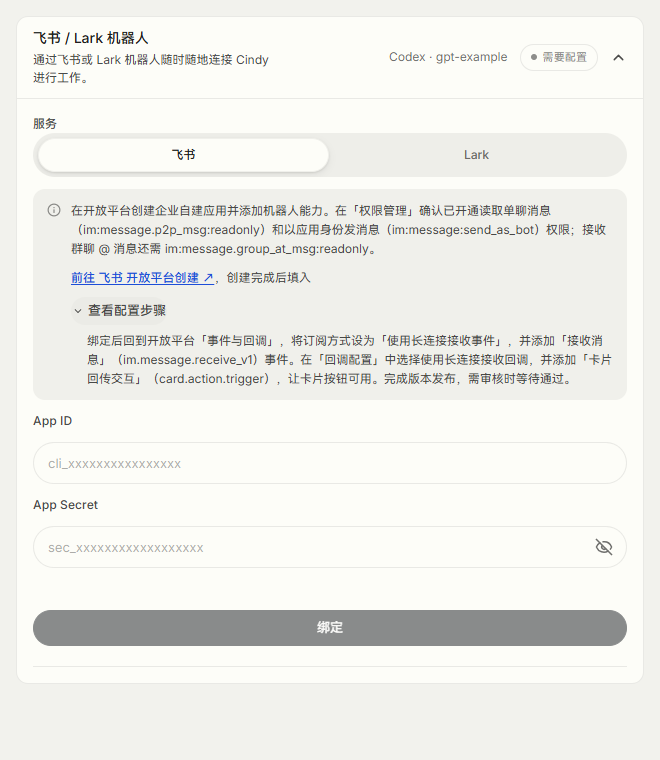 飞书 / Lark 机器人
通过飞书或 Lark 机器人随时随地连接 Cindy
进行工作。
Codex · gpt-example
需要配置
服务
飞书
Lark
在开放平台创建企业自建应用并添加机器人能力。在「权限管理」确认已开通读取单聊消息
（im:message.p2p_msg:readonly）和以应用身份发消息（im:message:send_as_bot）权限；接收
群聊 @ 消息还需 im:message.group_at_msg:readonly。
前往 飞书 开放平台创建 ↗，创建完成后填入
查看配置步骤
绑定后回到开放平台「事件与回调」，将订阅方式设为「使用长连接接收事件」，并添加「接收消
息」（im.message.receive_v1）事件。在「回调配置」中选择使用长连接接收回调，并添加「卡片
回传交互」（card.action.trigger），让卡片按钮可用。完成版本发布，需审核时等待通过。
App ID
cli_xxxxxxxxxxxxxxxx
App Secret
sec_xxxxxxxxxxxxxxxxxx
绑定